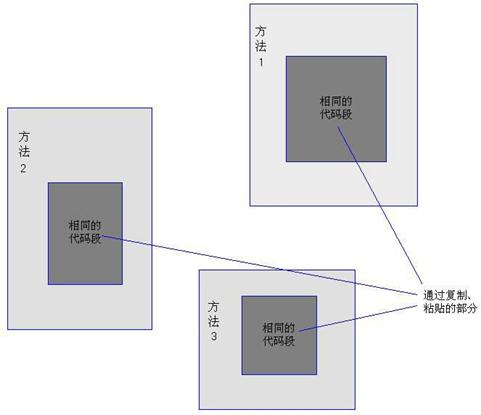 方
法
1
相同的
代码段
方
法
2
相同的
代码段
方
法
3
相同的
代码段
通过复制、
粘贴的部分